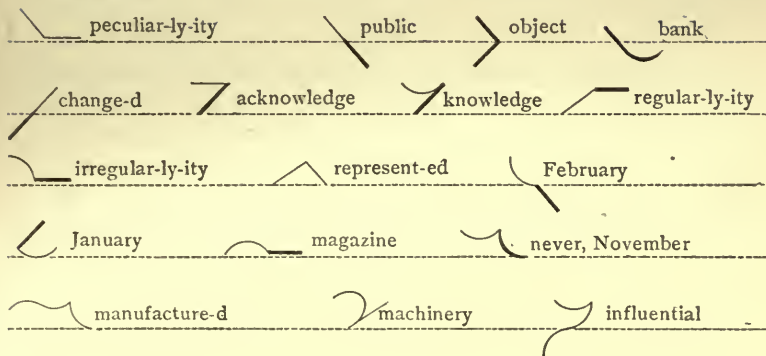 peculiar-ly-ity public object bank
change-d acknowledge knowledge regular-ly-ity
irregular-ly-ity represent-ed February
January magazine never, November
manufacture-d machinery influential